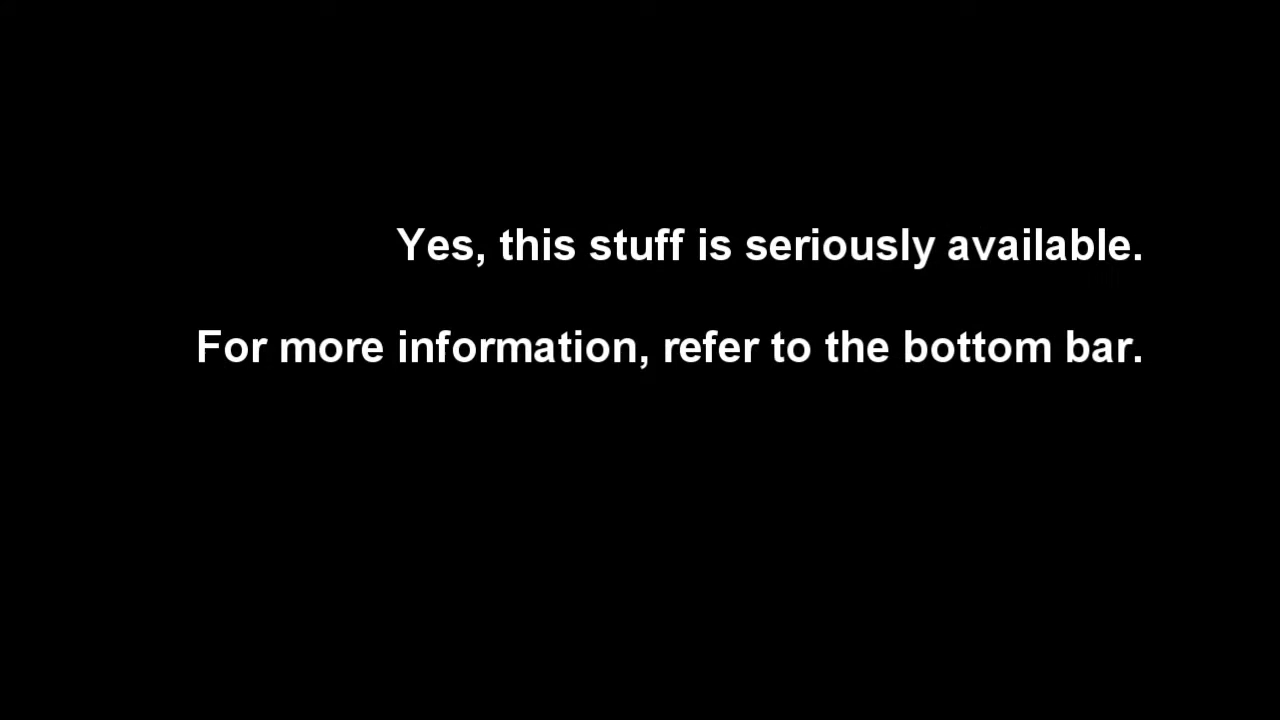 Yes, this stuff is seriously available.
For more information, refer to the bottom bar.